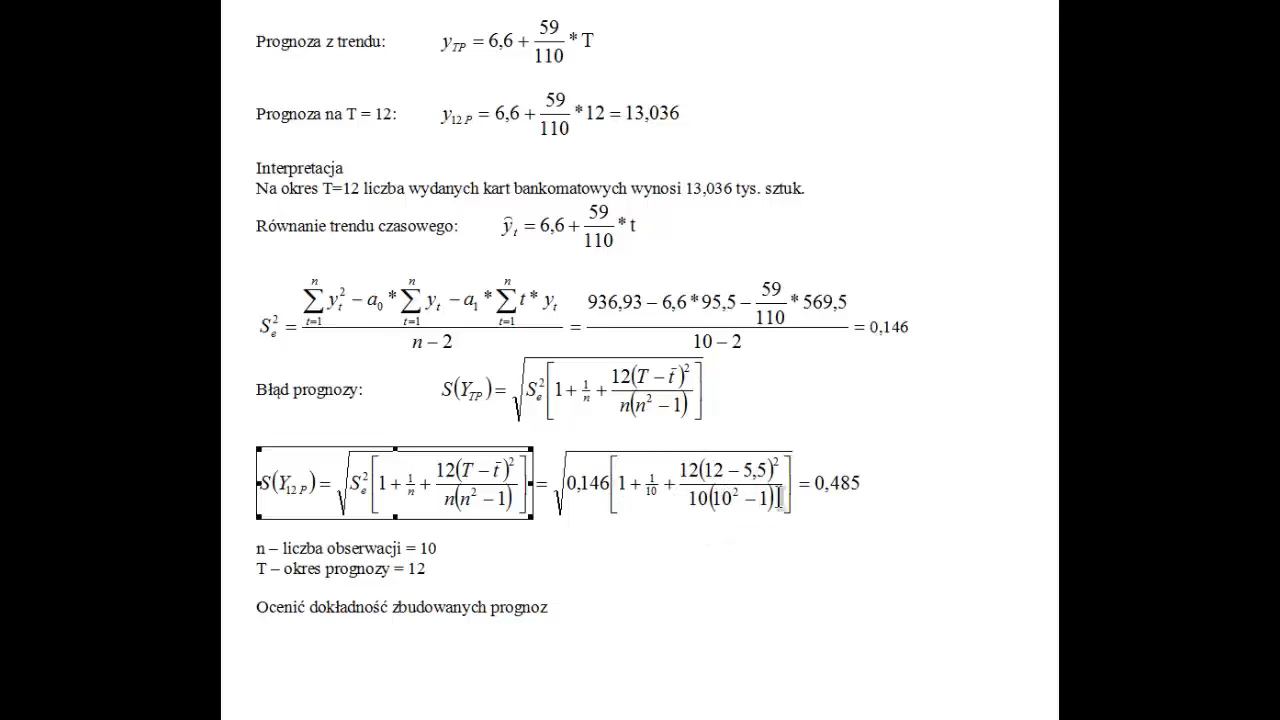 Prognoza z trendu: y_TP = 6,6 + 59/110 * T
Prognoza na T = 12: y_12 P = 6,6 + 59/110 * 12 = 13,036
Interpretacja
Na okres T=12 liczba wydanych kart bankomatowych wynosi 13,036 tys. sztuk.
Równanie trendu czasowego: ŷ_t = 6,6 + 59/110 * t
S_e^2 = (∑_{t=1}^{n} y_t^2 − a_0 * ∑_{t=1}^{n} y_t − a_1 * ∑_{t=1}^{n} t * y_t) / (n − 2) = (936,93 − 6,6 * 95,5 − 59/110 * 569,5) / (10 − 2) = 0,146
Błąd prognozy: S(Y_TP) = √(S_e^2 [1 + 1/n + 12(T − t̄)^2 / n(n^2 − 1)])
S(Y_12 P) = √(S_e^2 [1 + 1/n + 12(T − t̄)^2 / n(n^2 − 1)]) = √(0,146 [1 + 1/10 + 12(12 − 5,5)^2 / 10(10^2 − 1)]) = 0,485
n – liczba obserwacji = 10
T – okres prognozy = 12
Ocenić dokładność zbudowanych prognoz